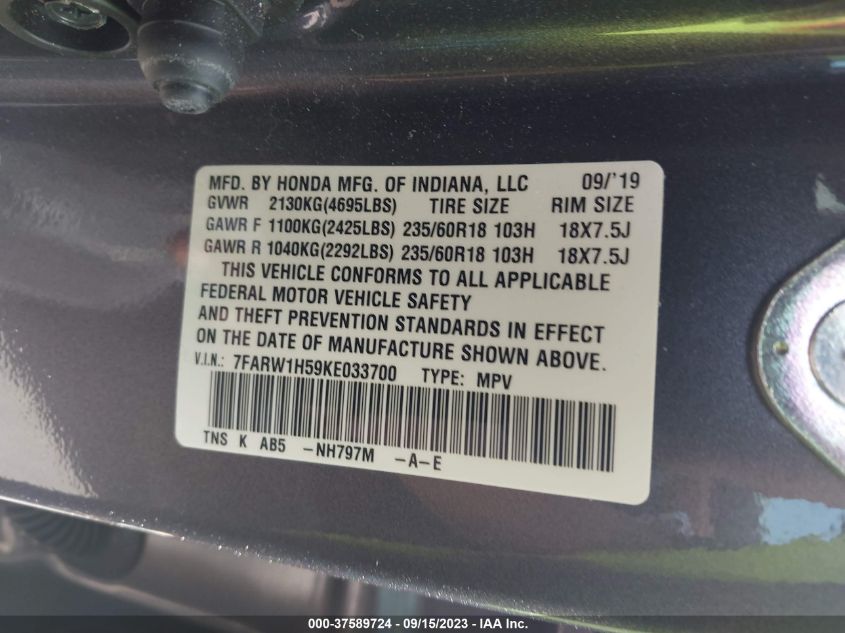 MFD. BY HONDA MFG. OF INDIANA, LLC 09/'19
GVWR 2130KG(4695LBS) TIRE SIZE RIM SIZE
GAWR F 1100KG(2425LBS) 235/60R18 103H 18X7.5J
GAWR R 1040KG(2292LBS) 235/60R18 103H 18X7.5J
THIS VEHICLE CONFORMS TO ALL APPLICABLE
FEDERAL MOTOR VEHICLE SAFETY
AND THEFT PREVENTION STANDARDS IN EFFECT
ON THE DATE OF MANUFACTURE SHOWN ABOVE.
V.I.N.: 7FARW1H59KE033700 TYPE: MPV
TNS K AB5 -NH797M -A-E
000-37589724 - 09/15/2023 - © IAA, Inc.